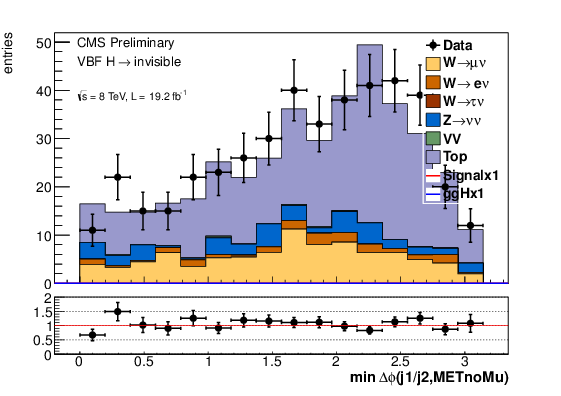 entries
50
40
30
20
10
0
CMS Preliminary
VBF H → invisible
√s = 8 TeV, L = 19.2 fb⁻¹
Data
W→μν
W→eν
W→τν
Z→νν
VV
Top
Signalx1
ggHx1
2
1.5
1
0.5
0
0 0.5 1 1.5 2 2.5 3
min Δϕ(j1/j2,METnoMu)